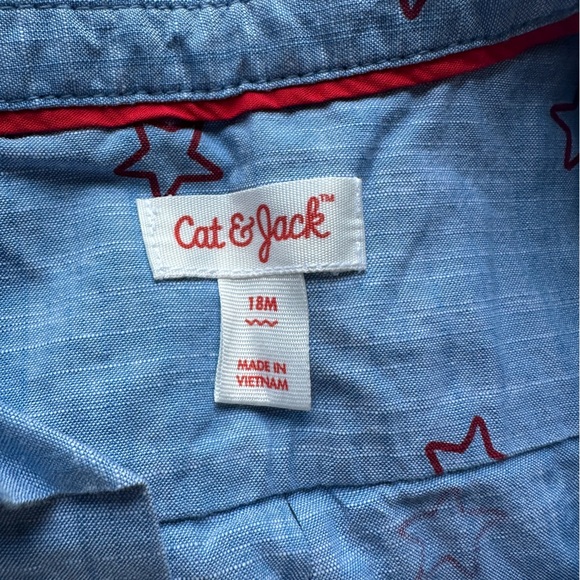 Cat & Jack™
18M
MADE IN
VIETNAM